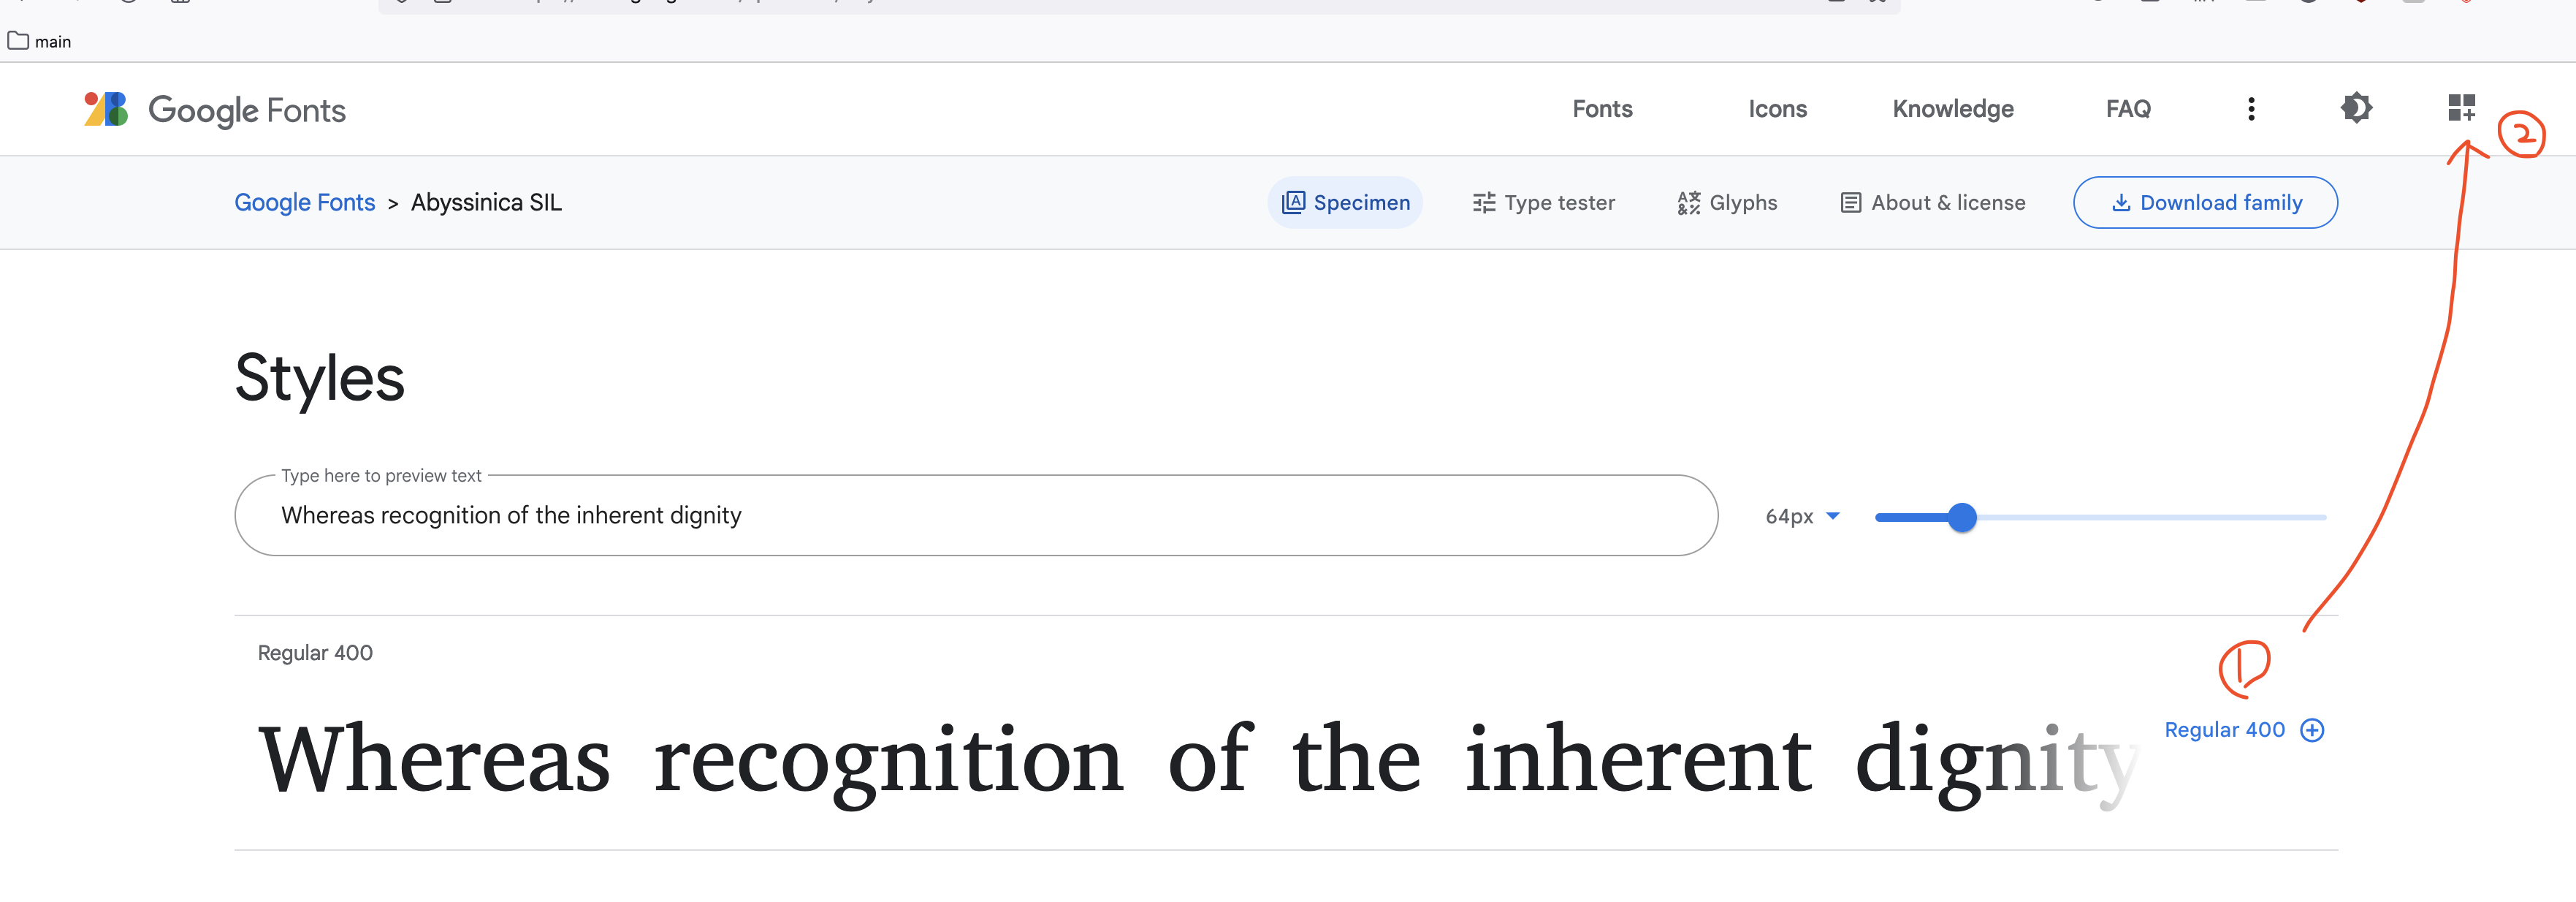 main
Google Fonts
Fonts
Icons
Knowledge
FAQ
2
Google Fonts > Abyssinica SIL
Specimen
Type tester
Glyphs
About & license
Download family
Styles
Type here to preview text
Whereas recognition of the inherent dignity
64px
Regular 400
1
Whereas recognition of the inherent dignity
Regular 400